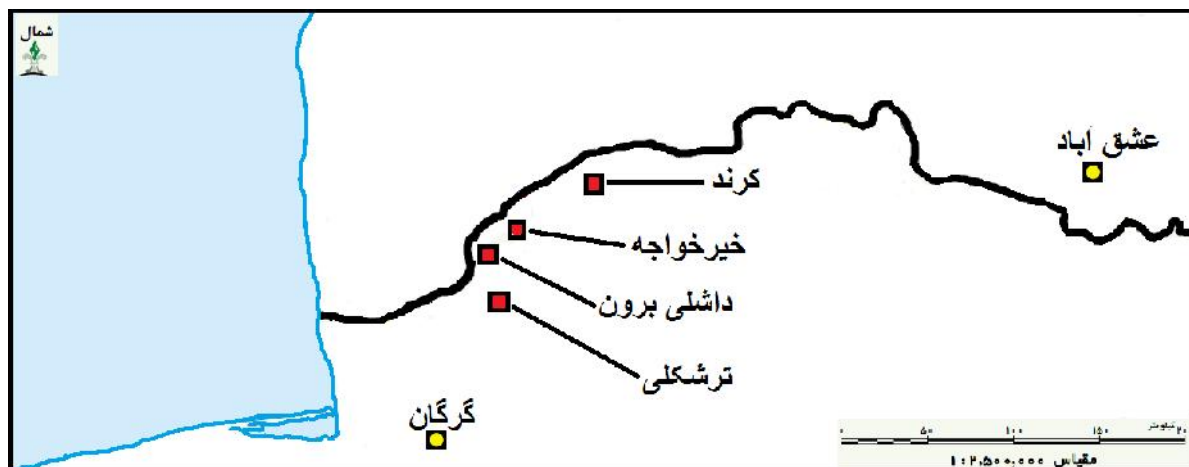 شمال
عشق آباد
کرند
خیرخواجه
داشلی برون
ترشکلی
گرگان
کیلومتر
۰ ۵۰ ۱۰۰ ۱۵۰ ۲۰
مقیاس ۱:۲,۵۰۰,۰۰۰